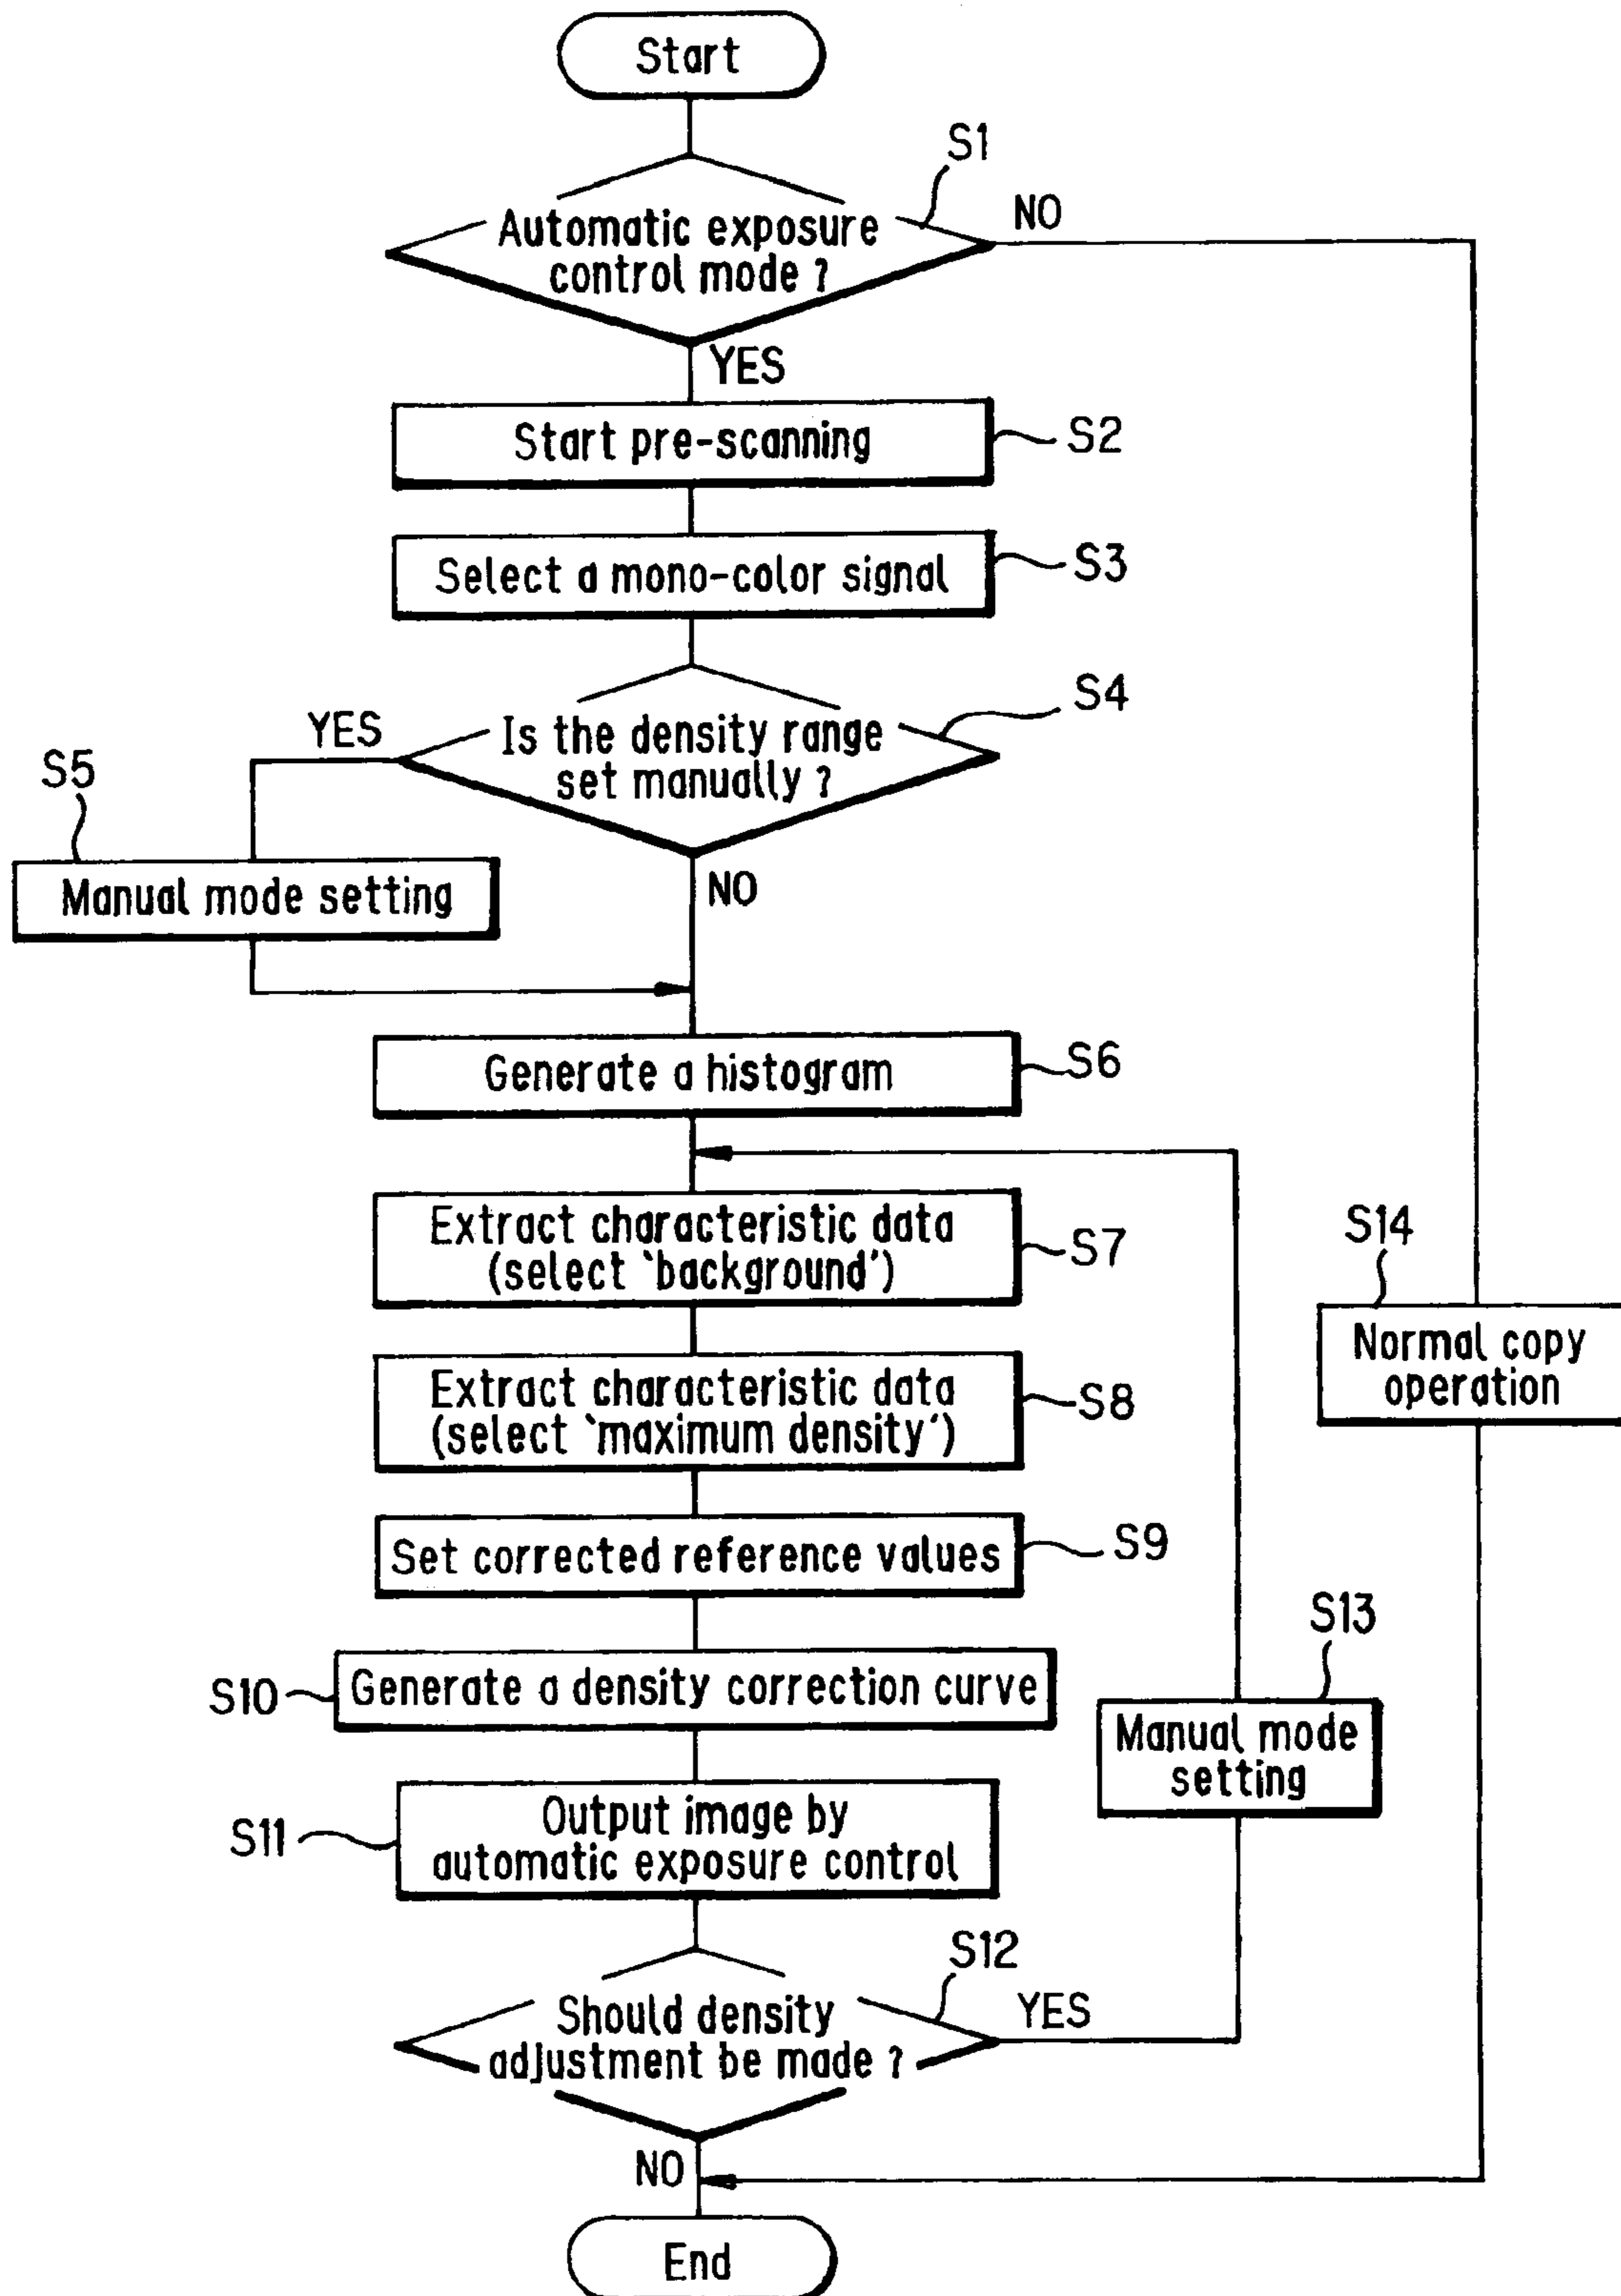 Start
S1
Automatic exposure
control mode ?
NO
YES
Start pre-scanning
S2
Select a mono-color signal
S3
S4
Is the density range
set manually ?
YES
S5
Manual mode setting
NO
Generate a histogram
S6
Extract characteristic data
(select ‘background’)
S7
S14
Normal copy
operation
Extract characteristic data
(select ‘maximum density’)
S8
Set corrected reference values
S9
S13
Manual mode
setting
S10
Generate a density correction curve
S11
Output image by
automatic exposure control
S12
Should density
adjustment be made ?
YES
NO
End